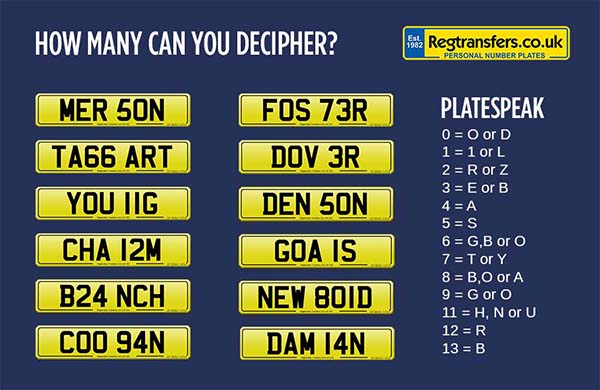 HOW MANY CAN YOU DECIPHER?
Est. 1982
Regtransfers.co.uk
PERSONAL NUMBER PLATES
MER 50N
TA66 ART
YOU 11G
CHA 12M
B24 NCH
COO 94N
FOS 73R
DOV 3R
DEN 50N
GOA 1S
NEW 801D
DAM 14N
PLATESPEAK
0 = O or D
1 = 1 or L
2 = R or Z
3 = E or B
4 = A
5 = S
6 = G,B or O
7 = T or Y
8 = B,O or A
9 = G or O
11 = H, N or U
12 = R
13 = B